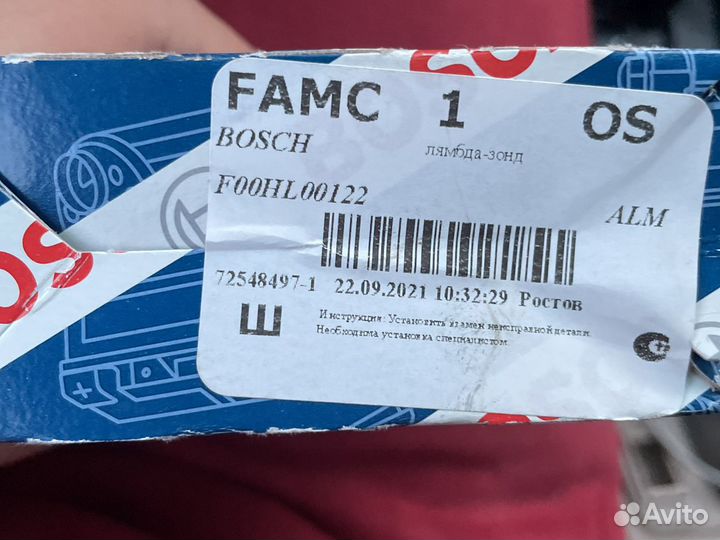 FAMC 1 OS
BOSCH
лямбда-зонд
F00HL00122
ALM
72548497-1 22.09.2021 10:32:29 Ростов
Ш
Инструкция: Установить взамен неисправной детали.
Необходима установка специалистом.
OS
Avito